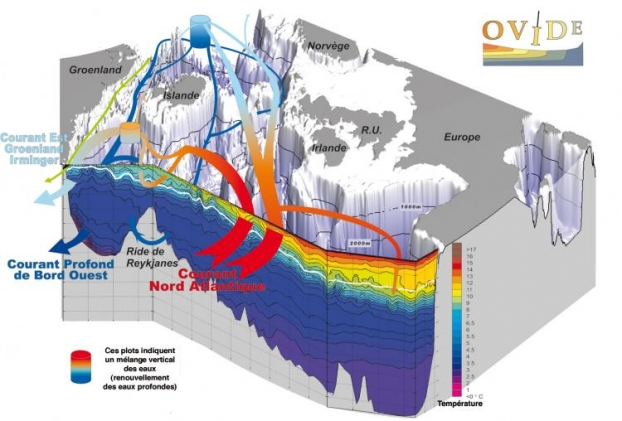 OVIDE
Norvège
Groenland
Islande
R.U.
Irlande
Europe
Courant Est
Groenland
Irminger
1000m
2000m
Courant Profond
de Bord Ouest
Ride de
Reykjanes
Courant
Nord Atlantique
>17
16
15
14
13
12
11
10
9
8
7.5
7
6.5
6
5.5
5
4.5
4
3.5
3
2.5
2
1
<0 °C
Température
Ces plots indiquent
un mélange vertical
des eaux
(renouvellement
des eaux profondes)